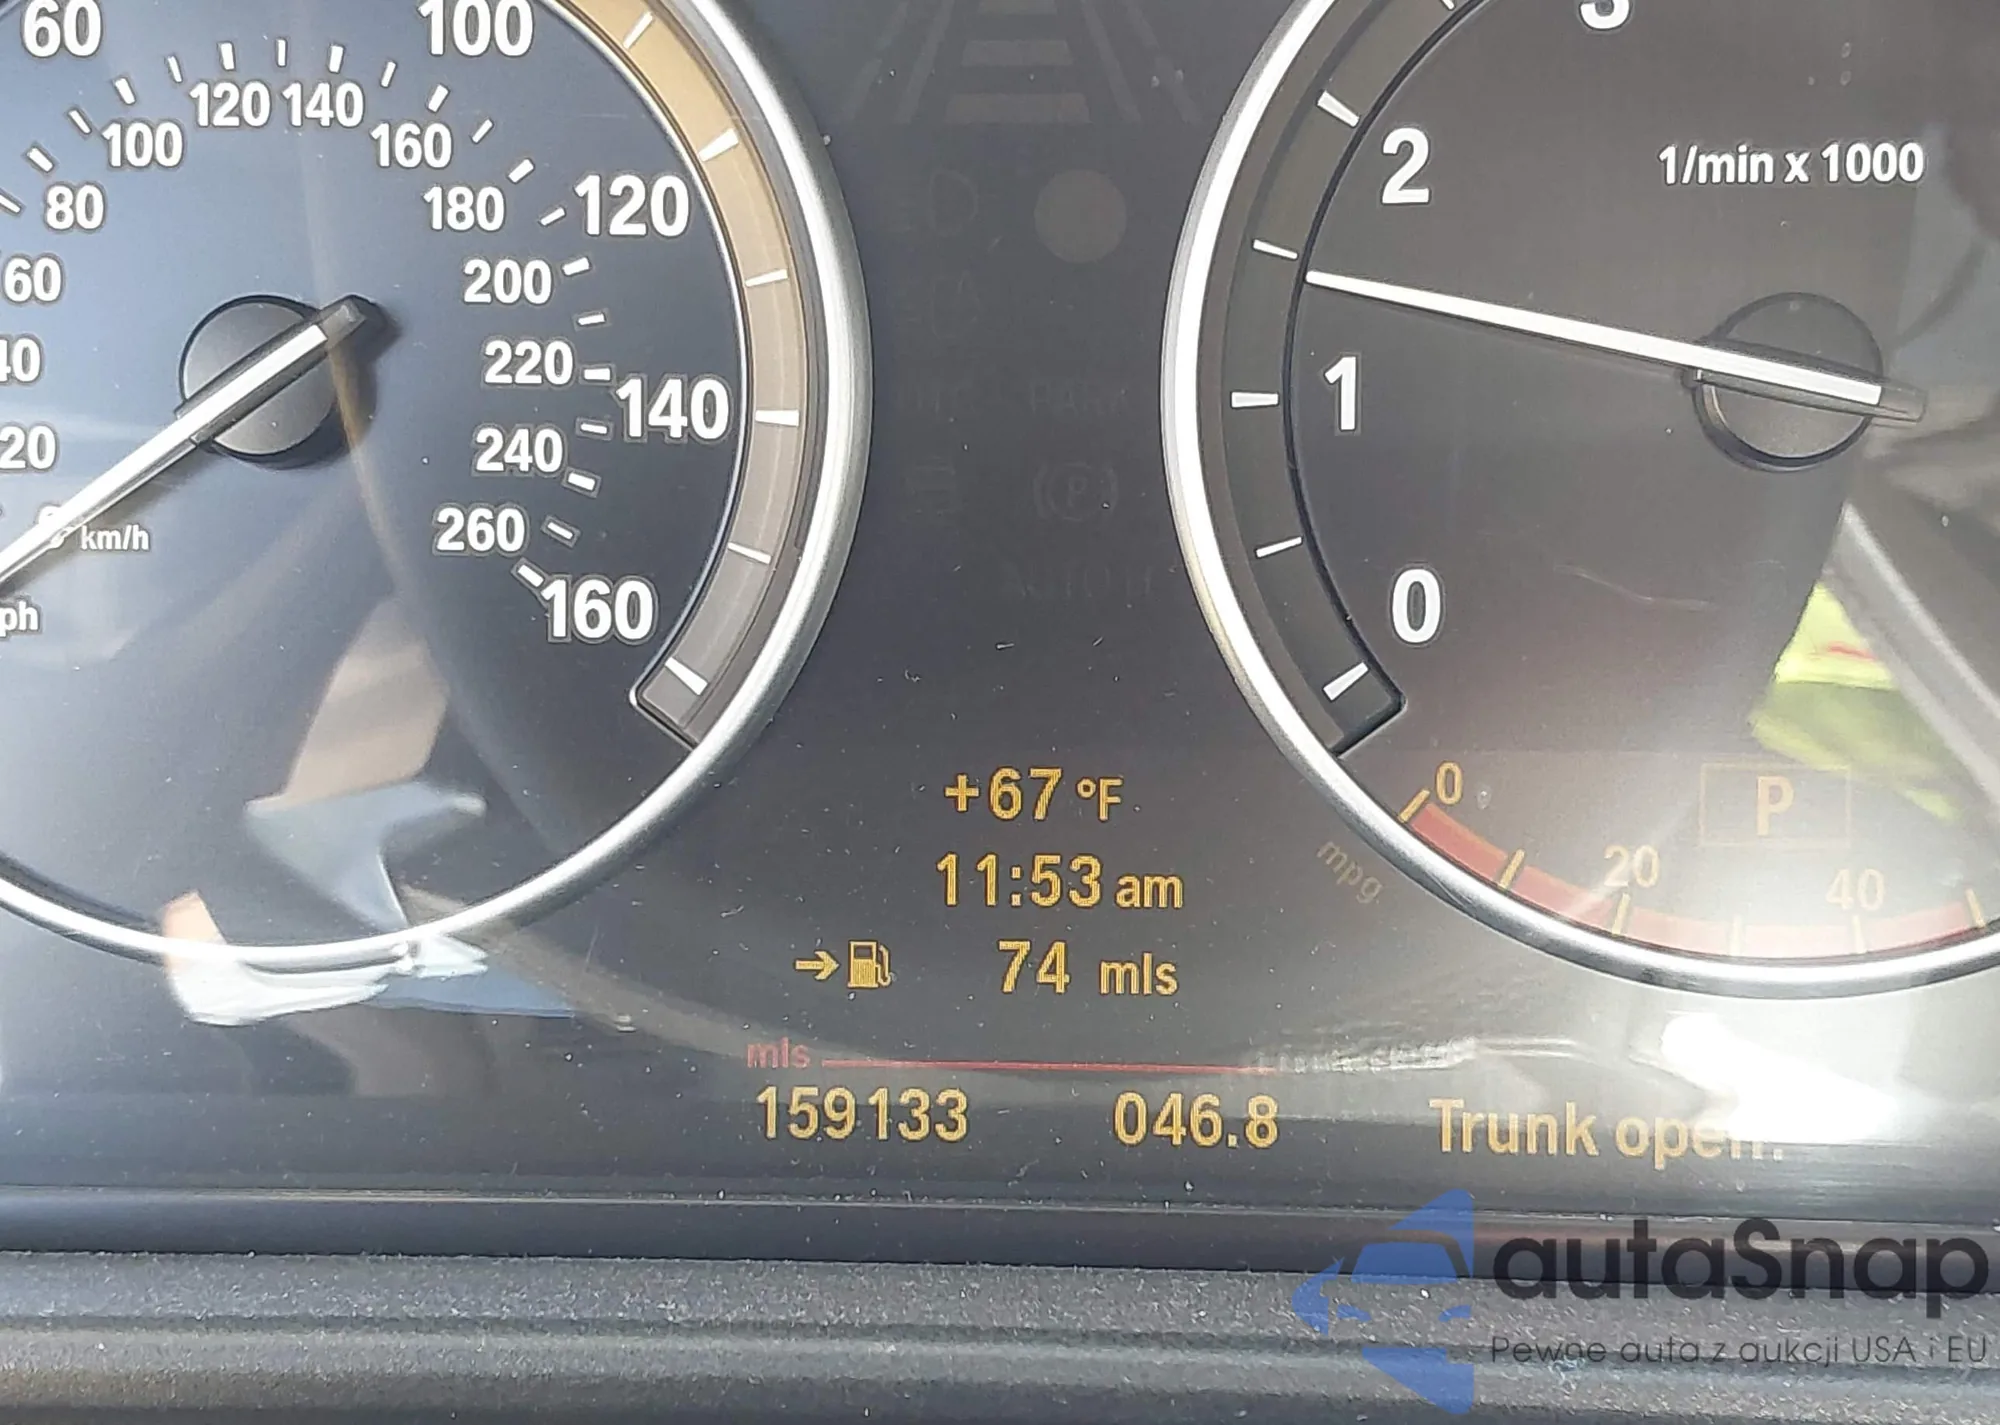 60
100
120 140
100
160
80
180
120
60
200
40
220
140
20
240
260
km/h
160
3
2
1/min x 1000
1
0
+67 °F
11:53 am
74 mls
mls
159133 046.8 Trunk open.
0
20
40
mpg
P
autaSnap
Pewne auta z aukcji USA i EU